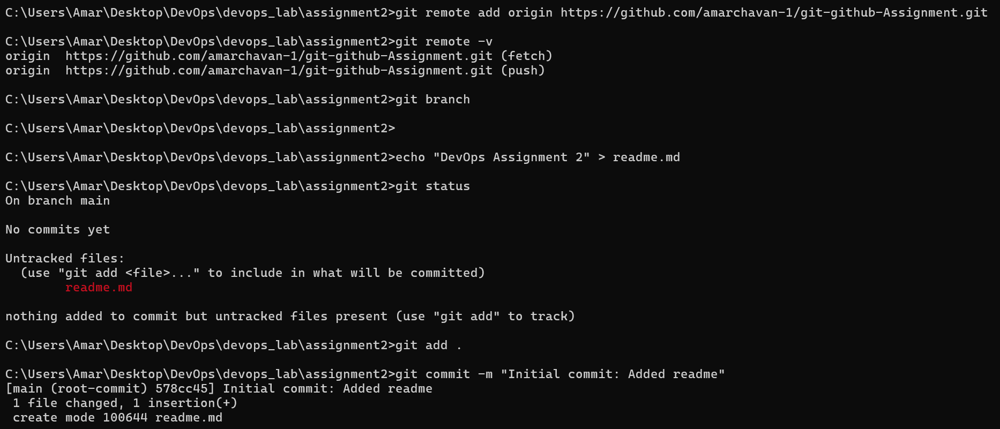 C:\Users\Amar\Desktop\DevOps\devops_lab\assignment2>git remote add origin https://github.com/amarchavan-1/git-github-Assignment.git
C:\Users\Amar\Desktop\DevOps\devops_lab\assignment2>git remote -v
origin  https://github.com/amarchavan-1/git-github-Assignment.git (fetch)
origin  https://github.com/amarchavan-1/git-github-Assignment.git (push)
C:\Users\Amar\Desktop\DevOps\devops_lab\assignment2>git branch
C:\Users\Amar\Desktop\DevOps\devops_lab\assignment2>
C:\Users\Amar\Desktop\DevOps\devops_lab\assignment2>echo "DevOps Assignment 2" > readme.md
C:\Users\Amar\Desktop\DevOps\devops_lab\assignment2>git status
On branch main
No commits yet
Untracked files:
  (use "git add <file>..." to include in what will be committed)
        readme.md
nothing added to commit but untracked files present (use "git add" to track)
C:\Users\Amar\Desktop\DevOps\devops_lab\assignment2>git add .
C:\Users\Amar\Desktop\DevOps\devops_lab\assignment2>git commit -m "Initial commit: Added readme"
[main (root-commit) 578cc45] Initial commit: Added readme
 1 file changed, 1 insertion(+)
 create mode 100644 readme.md